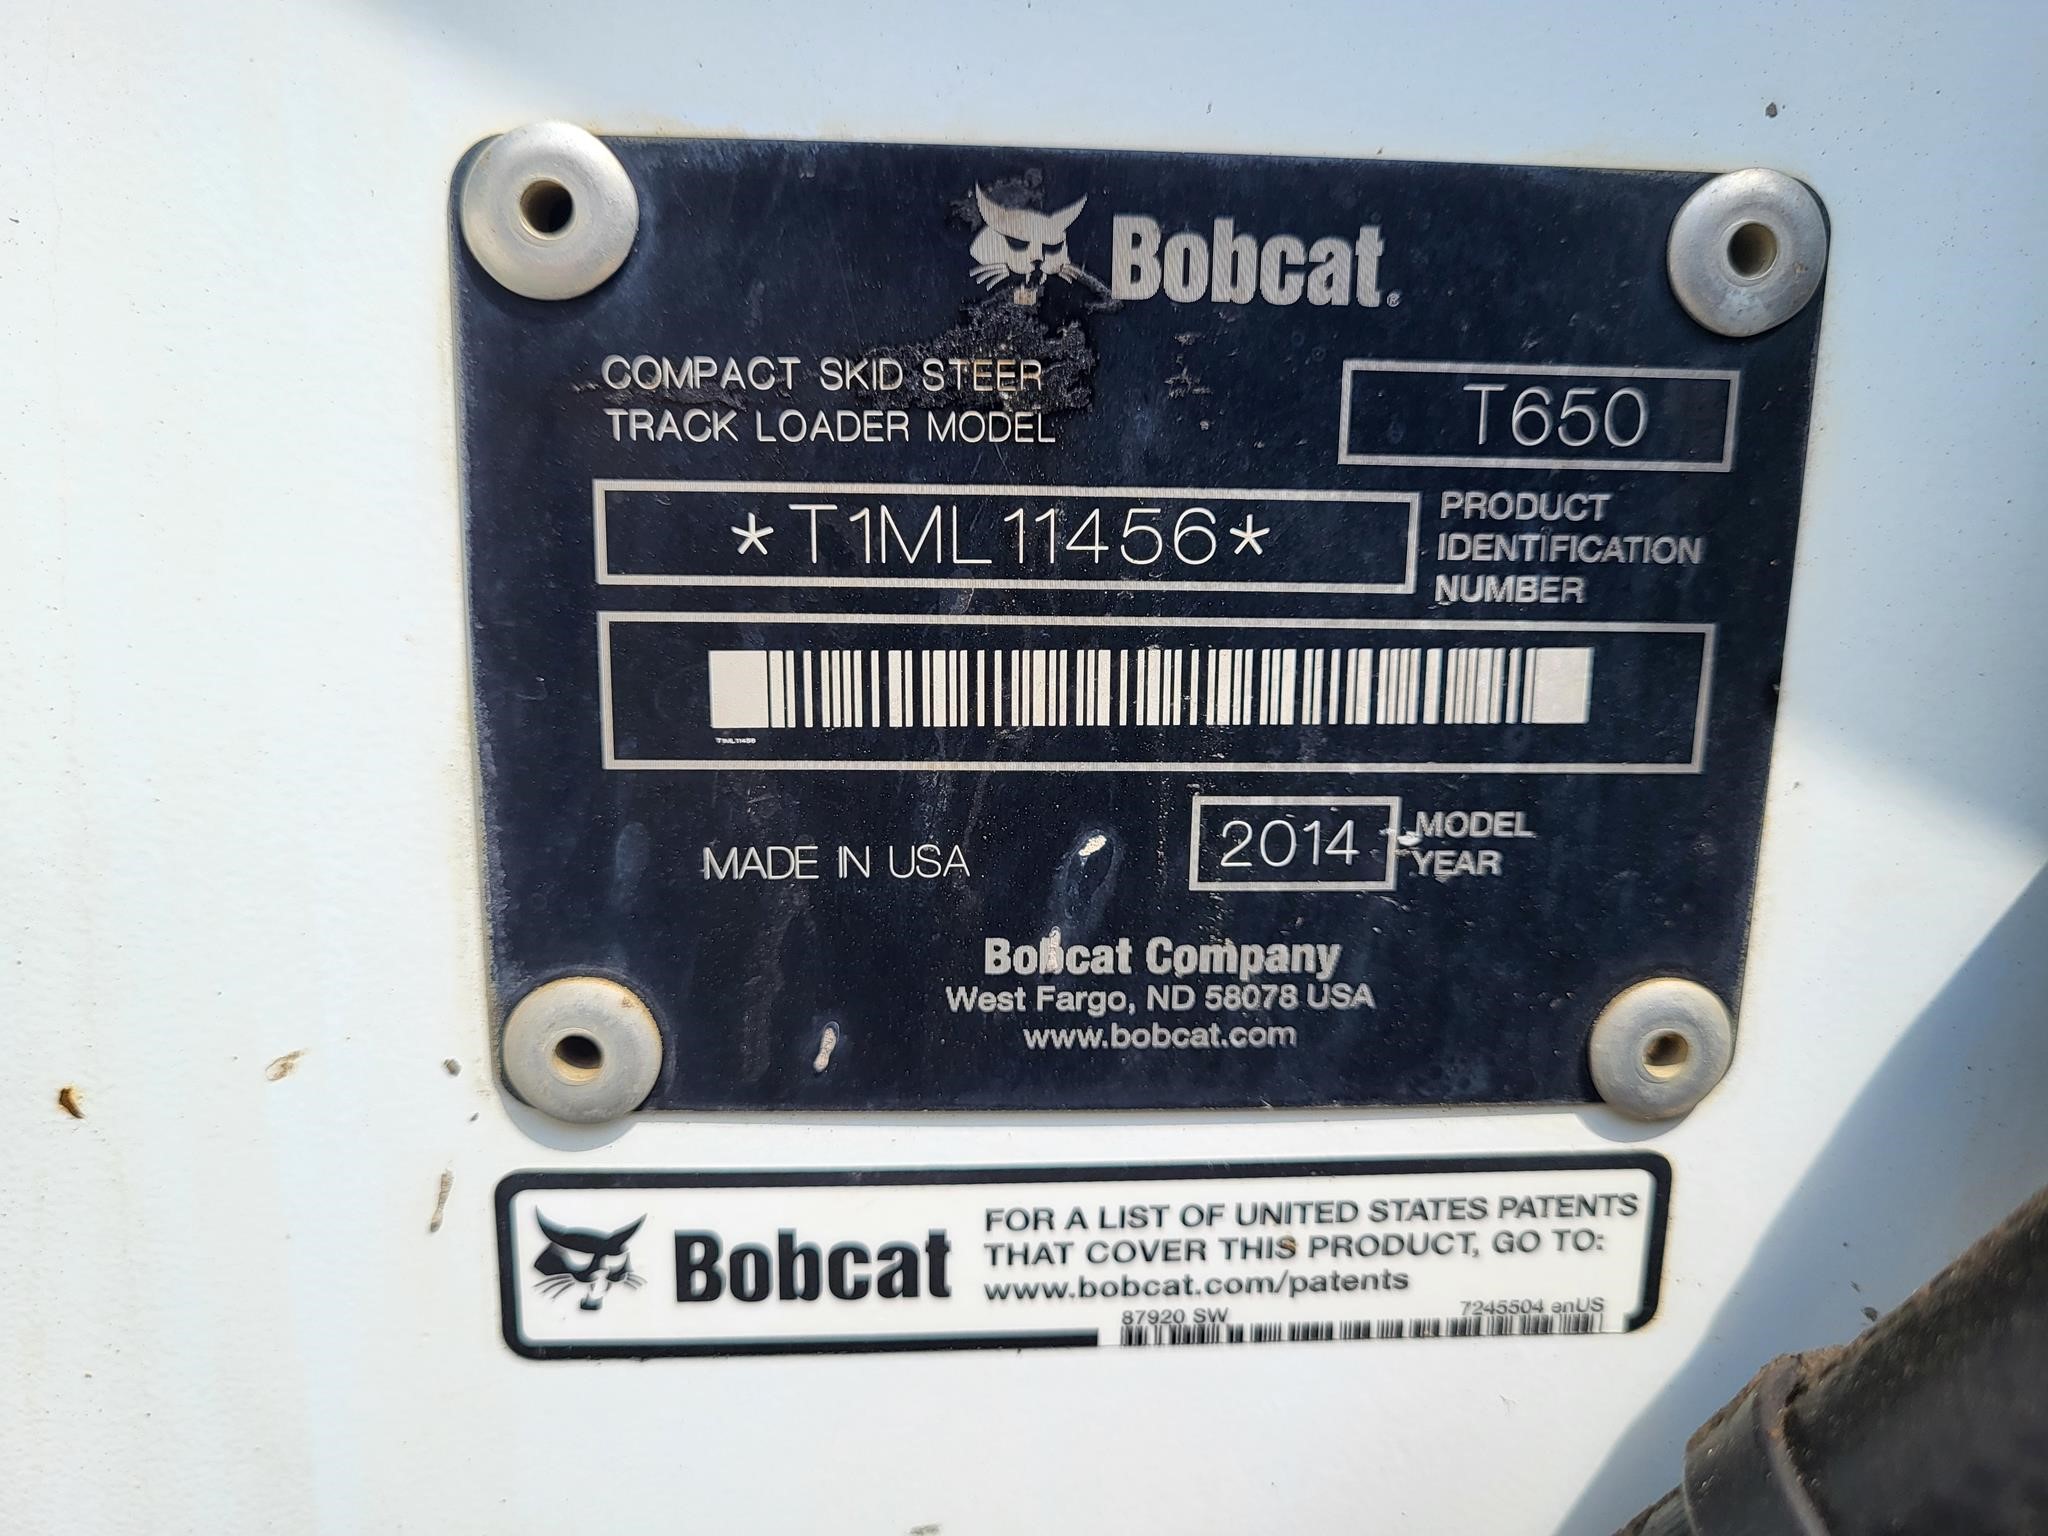 Bobcat®
COMPACT SKID STEER
TRACK LOADER MODEL
T650
*T1ML11456*
PRODUCT
IDENTIFICATION
NUMBER
T1ML11456
MADE IN USA
2014
MODEL
YEAR
Bobcat Company
West Fargo, ND 58078 USA
www.bobcat.com
Bobcat
FOR A LIST OF UNITED STATES PATENTS
THAT COVER THIS PRODUCT, GO TO:
www.bobcat.com/patents
87920 SW 7245504 enUS